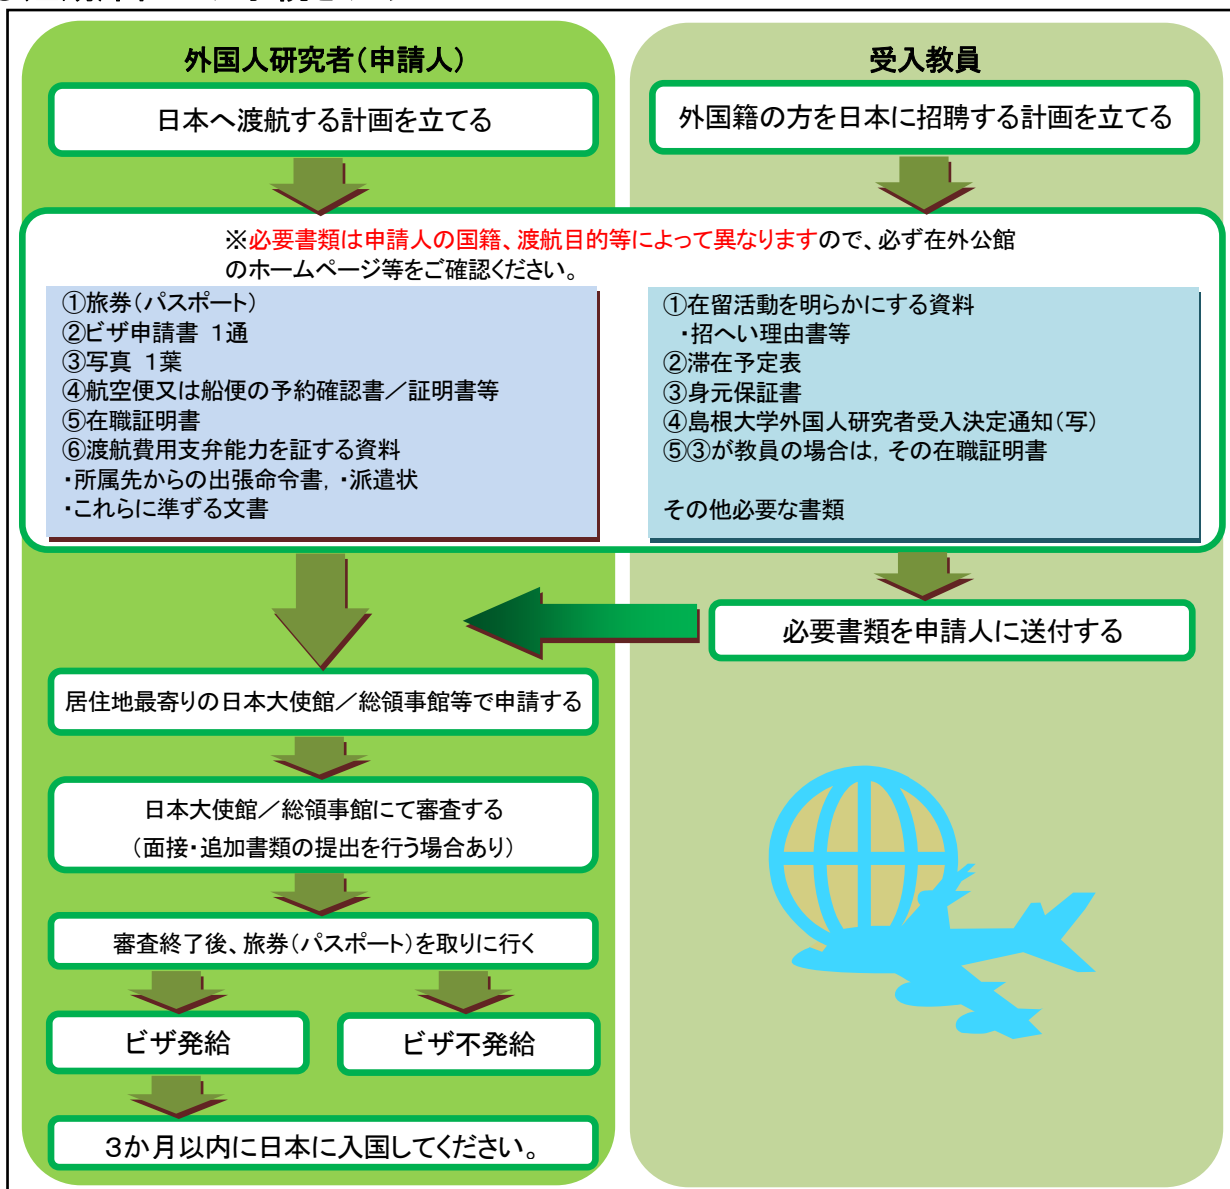 外国人研究者（申請人）
受入教員
日本へ渡航する計画を立てる
外国籍の方を日本に招聘する計画を立てる
※必要書類は申請人の国籍、渡航目的等によって異なりますので、必ず在外公館
のホームページ等をご確認ください。
①旅券（パスポート）
②ビザ申請書 １通
③写真 １葉
④航空便又は船便の予約確認書／証明書等
⑤在職証明書
⑥渡航費用支弁能力を証する資料
・所属先からの出張命令書，・派遣状
・これらに準ずる文書
①在留活動を明らかにする資料
・招へい理由書等
②滞在予定表
③身元保証書
④島根大学外国人研究者受入決定通知（写）
⑤③が教員の場合は，その在職証明書
その他必要な書類
必要書類を申請人に送付する
居住地最寄りの日本大使館／総領事館等で申請する
日本大使館／総領事館にて審査する
（面接・追加書類の提出を行う場合あり）
審査終了後、旅券（パスポート）を取りに行く
ビザ発給
ビザ不発給
３か月以内に日本に入国してください。